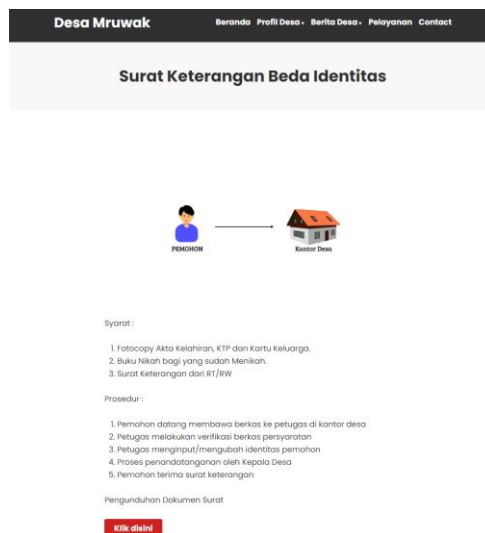 Desa Mruwak
Beranda Profil Desa Berita Desa Pelayanan Contact
Surat Keterangan Beda Identitas
PEMOHON
Kantor Desa
Syarat :
1. Fotocopy Akta Kelahiran, KTP dan Kartu Keluarga.
2. Buku Nikah bagi yang sudah Menikah.
3. Surat Keterangan dari RT/RW
Prosedur :
1. Pemohon datang membawa berkas ke petugas di kantor desa
2. Petugas melakukan verifikasi berkas persyaratan
3. Petugas menginput/mengubah identitas pemohon
4. Proses penandatanganan oleh Kepala Desa
5. Pemohon terima surat keterangan
Pengunduhan Dokumen Surat
Klik disini